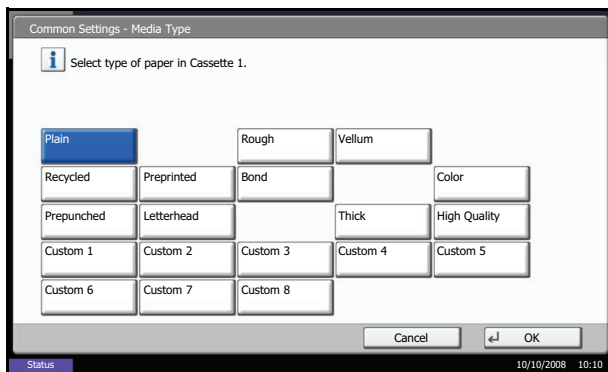 Common Settings - Media Type
Select type of paper in Cassette 1.
Plain Rough Vellum
Recycled Preprinted Bond Color
Prepunched Letterhead Thick High Quality
Custom 1 Custom 2 Custom 3 Custom 4 Custom 5
Custom 6 Custom 7 Custom 8
Cancel OK
Status 10/10/2008 10:10